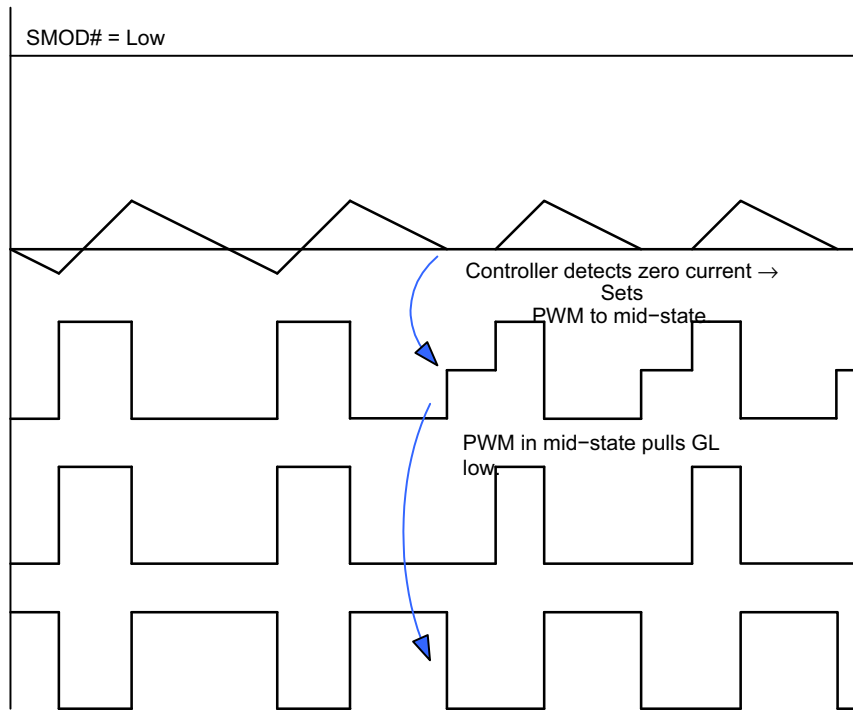 SMOD# = Low
Controller detects zero current →
Sets
PWM to mid−state
PWM in mid−state pulls GL
low.